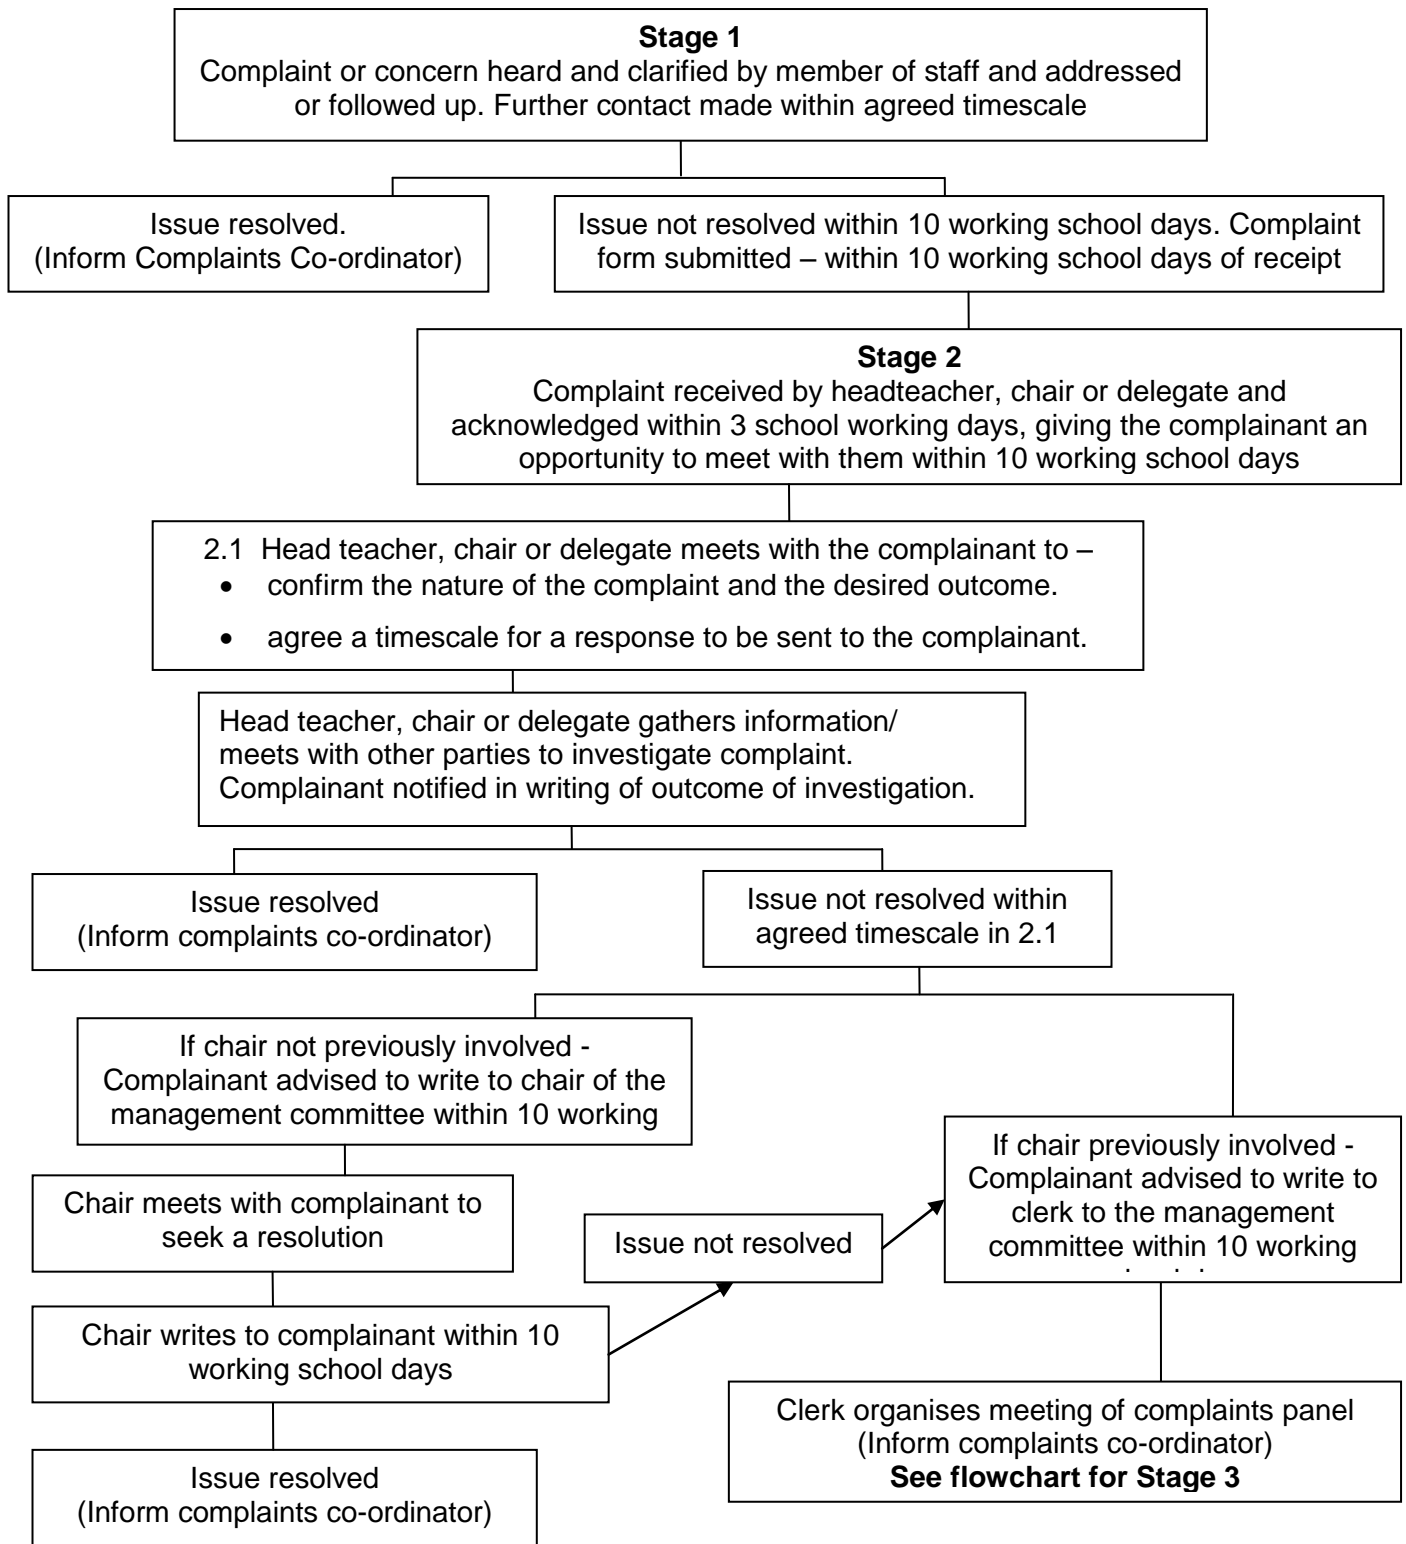 Stage 1
Complaint or concern heard and clarified by member of staff and addressed
or followed up. Further contact made within agreed timescale
Issue resolved.
(Inform Complaints Co-ordinator)
Issue not resolved within 10 working school days. Complaint
form submitted – within 10 working school days of receipt
Stage 2
Complaint received by headteacher, chair or delegate and
acknowledged within 3 school working days, giving the complainant an
opportunity to meet with them within 10 working school days
2.1 Head teacher, chair or delegate meets with the complainant to –
• confirm the nature of the complaint and the desired outcome.
• agree a timescale for a response to be sent to the complainant.
Head teacher, chair or delegate gathers information/
meets with other parties to investigate complaint.
Complainant notified in writing of outcome of investigation.
Issue resolved
(Inform complaints co-ordinator)
Issue not resolved within
agreed timescale in 2.1
If chair not previously involved -
Complainant advised to write to chair of the
management committee within 10 working
If chair previously involved -
Complainant advised to write to
clerk to the management
committee within 10 working
Chair meets with complainant to
seek a resolution
Issue not resolved
Chair writes to complainant within 10
working school days
Clerk organises meeting of complaints panel
(Inform complaints co-ordinator)
See flowchart for Stage 3
Issue resolved
(Inform complaints co-ordinator)